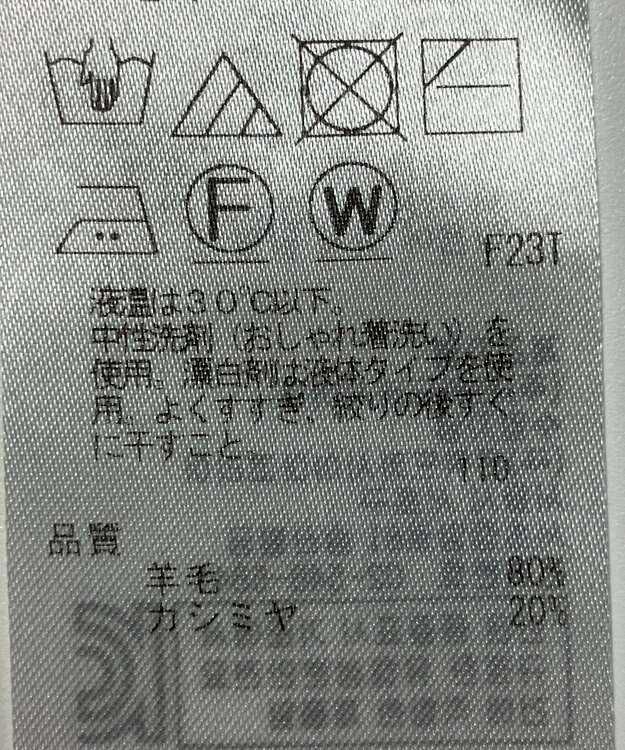 F
W
F23T
液温は30℃以下。
中性洗剤（おしゃれ着洗い）を
使用。漂白剤は液体タイプを使
用。よくすすぎ、絞りの後すぐ
に干すこと。
110
品質
羊毛 80%
カシミヤ 20%